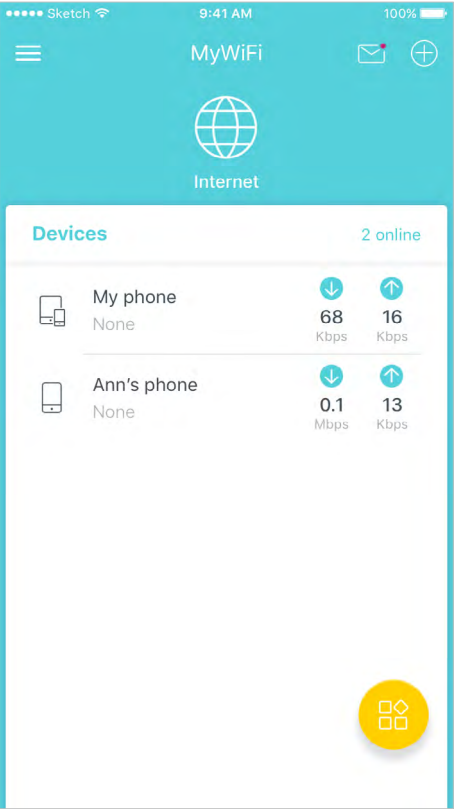 Sketch 9:41 AM 100%
MyWiFi
Internet
Devices 2 online
My phone
None
68 16
Kbps Kbps
Ann's phone
None
0.1 13
Mbps Kbps